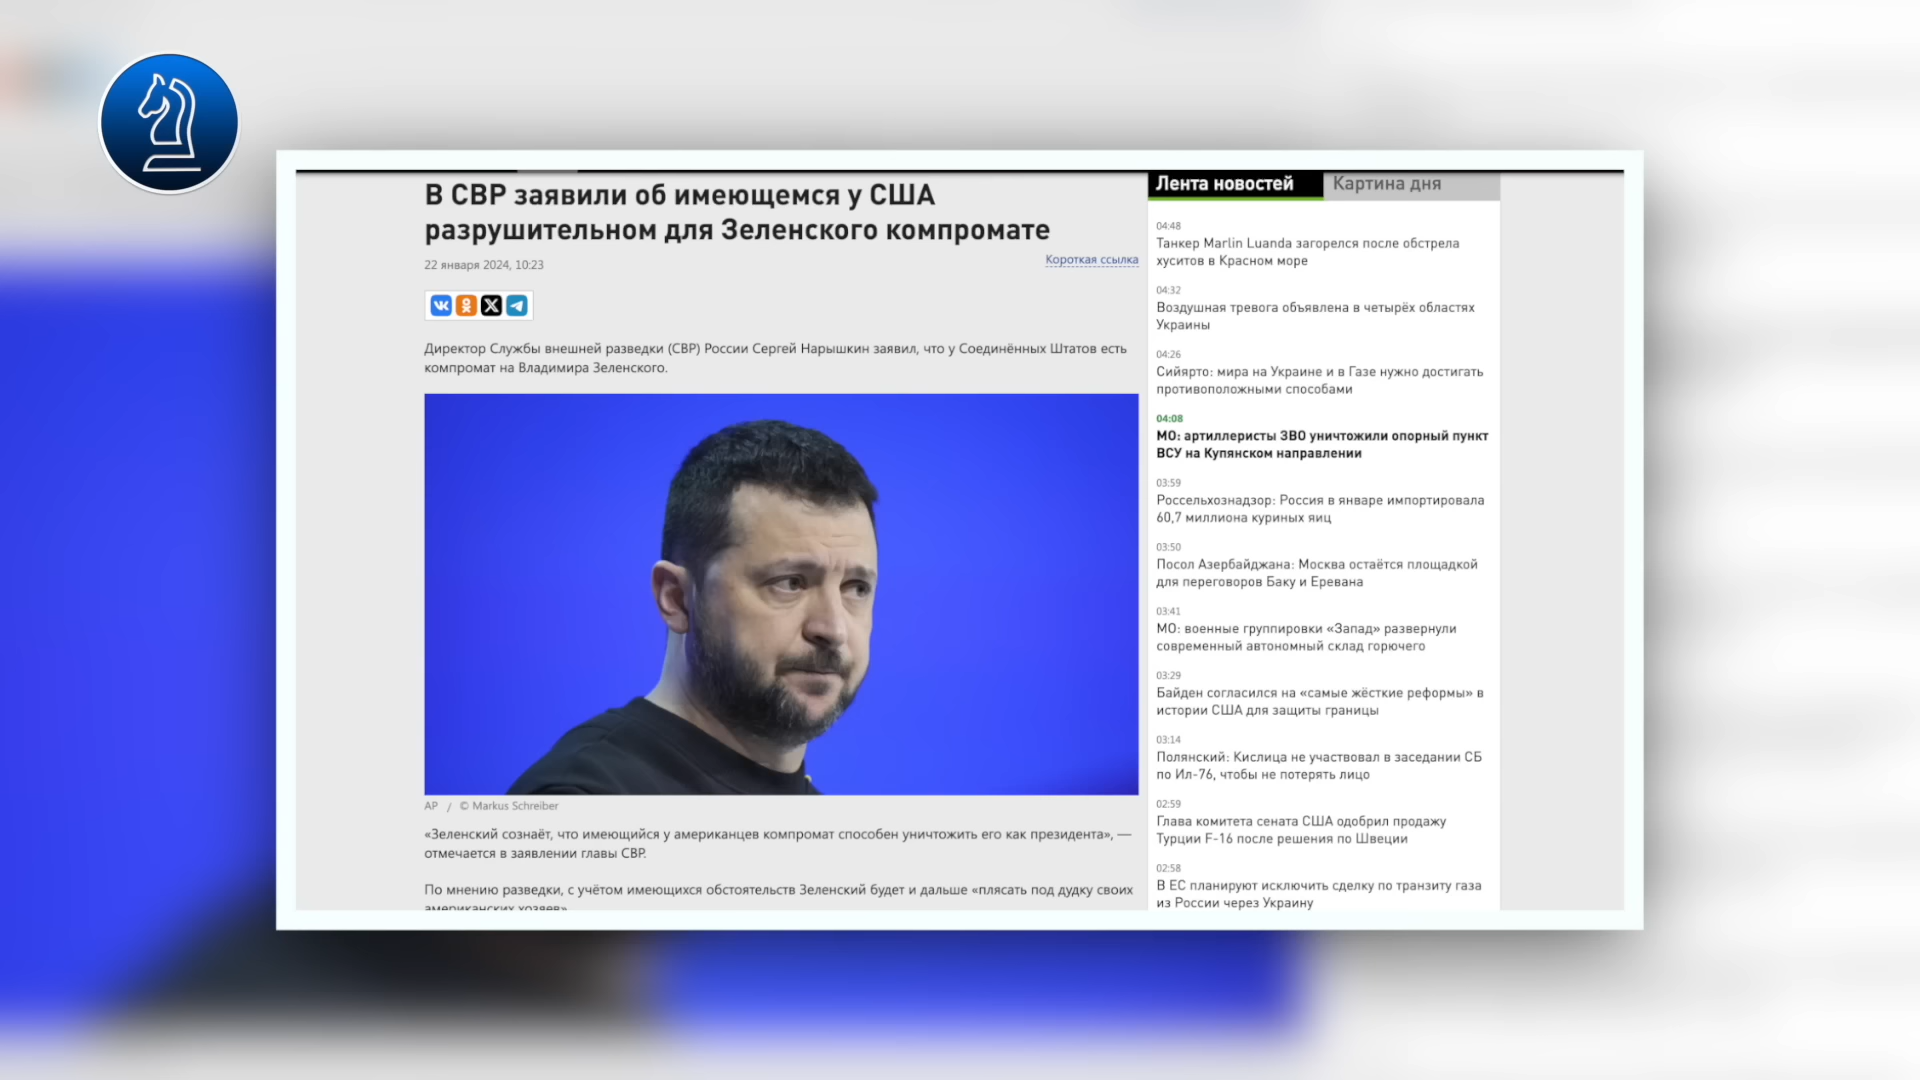 В СВР заявили об имеющемся у США
разрушительном для Зеленского компромате
22 января 2024, 10:23
Короткая ссылка
Директор Службы внешней разведки (СВР) России Сергей Нарышкин заявил, что у Соединённых Штатов есть
компромат на Владимира Зеленского.
AP / © Markus Schreiber
«Зеленский сознаёт, что имеющийся у американцев компромат способен уничтожить его как президента», —
отмечается в заявлении главы СВР.
По мнению разведки, с учётом имеющихся обстоятельств Зеленский будет и дальше «плясать под дудку своих
американских хозяев».
Лента новостей
Картина дня
04:48
Танкер Marlin Luanda загорелся после обстрела
хуситов в Красном море
04:32
Воздушная тревога объявлена в четырёх областях
Украины
04:26
Сийярто: мира на Украине и в Газе нужно достигать
противоположными способами
04:08
МО: артиллеристы ЗВО уничтожили опорный пункт
ВСУ на Купянском направлении
03:59
Россельхознадзор: Россия в январе импортировала
60,7 миллиона куриных яиц
03:50
Посол Азербайджана: Москва остаётся площадкой
для переговоров Баку и Еревана
03:41
МО: военные группировки «Запад» развернули
современный автономный склад горючего
03:29
Байден согласился на «самые жёсткие реформы» в
истории США для защиты границы
03:14
Полянский: Кислица не участвовал в заседании СБ
по Ил-76, чтобы не потерять лицо
02:59
Глава комитета сената США одобрил продажу
Турции F-16 после решения по Швеции
02:58
В ЕС планируют исключить сделку по транзиту газа
из России через Украину